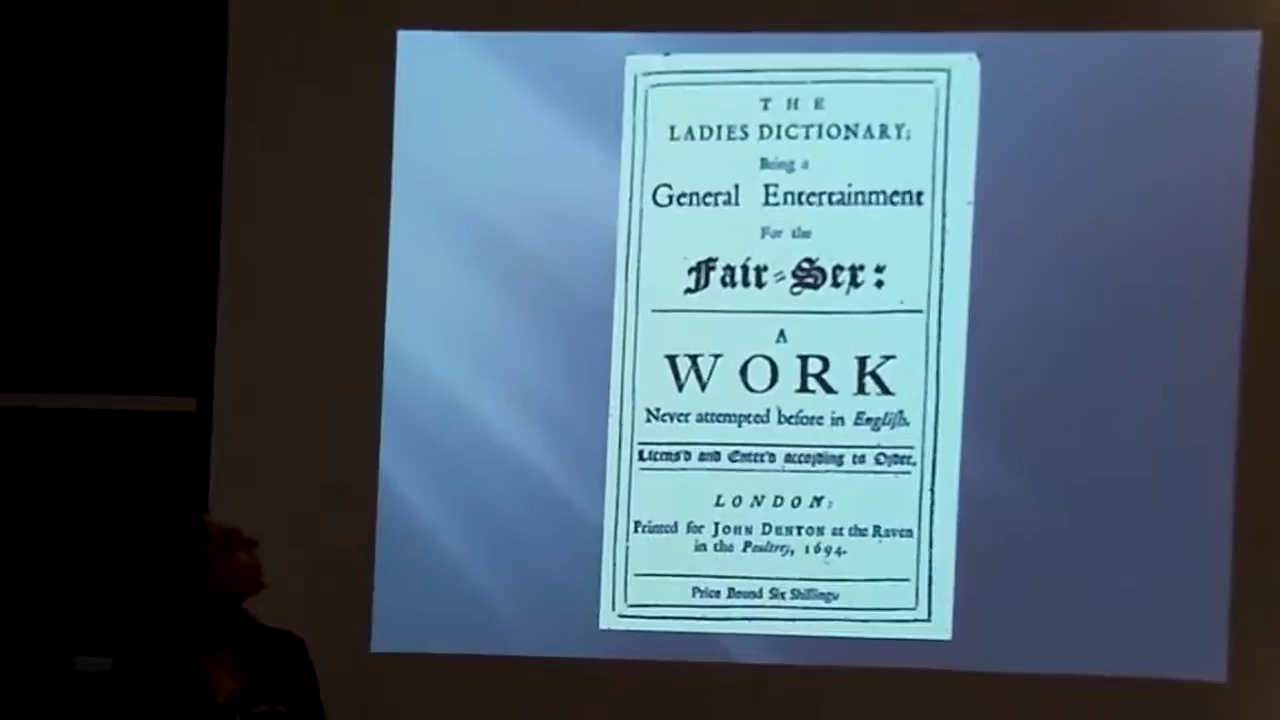 THE
LADIES DICTIONARY;
Being a
General Entertainment
For the
Fair-Sex:
A
WORK
Never attempted before in Engliſh.
Licens'd and Enter'd according to Order.
LONDON:
Printed for JOHN DUNTON at the Raven
in the Poultrey, 1694.
Price Bound Six Shillings